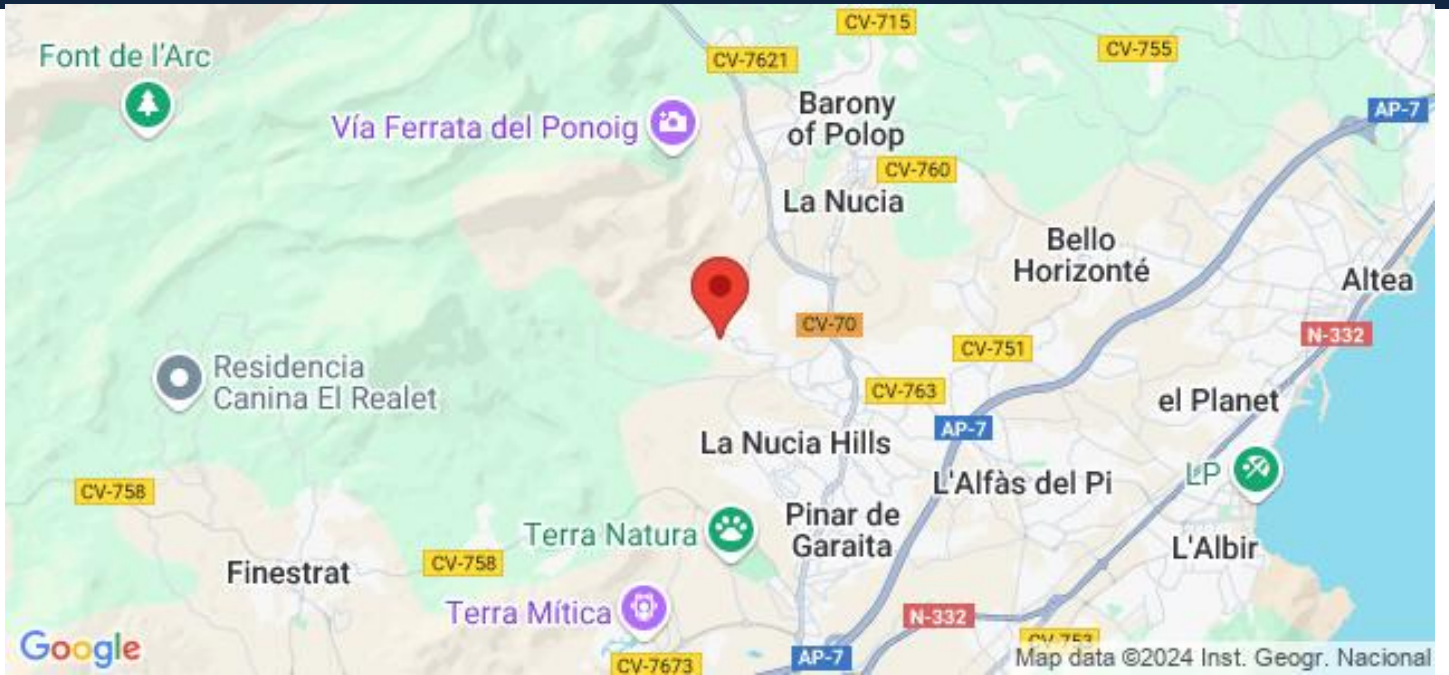 CV-715
CV-755
Font de l'Arc
CV-7621
Barony
of Polop
AP-7
Vía Ferrata del Ponoig
CV-760
La Nucia
Bello
Horizonté
Altea
CV-70
N-332
CV-751
Residencia
Canina El Realet
CV-763
el Planet
AP-7
La Nucia Hills
L'Alfàs del Pi
LP
CV-758
Terra Natura
Pinar de
Garaita
L'Albir
Finestrat
CV-758
Terra Mítica
N-332
CV-753
Google
CV-7673
AP-7
Map data ©2024 Inst. Geogr. Nacional